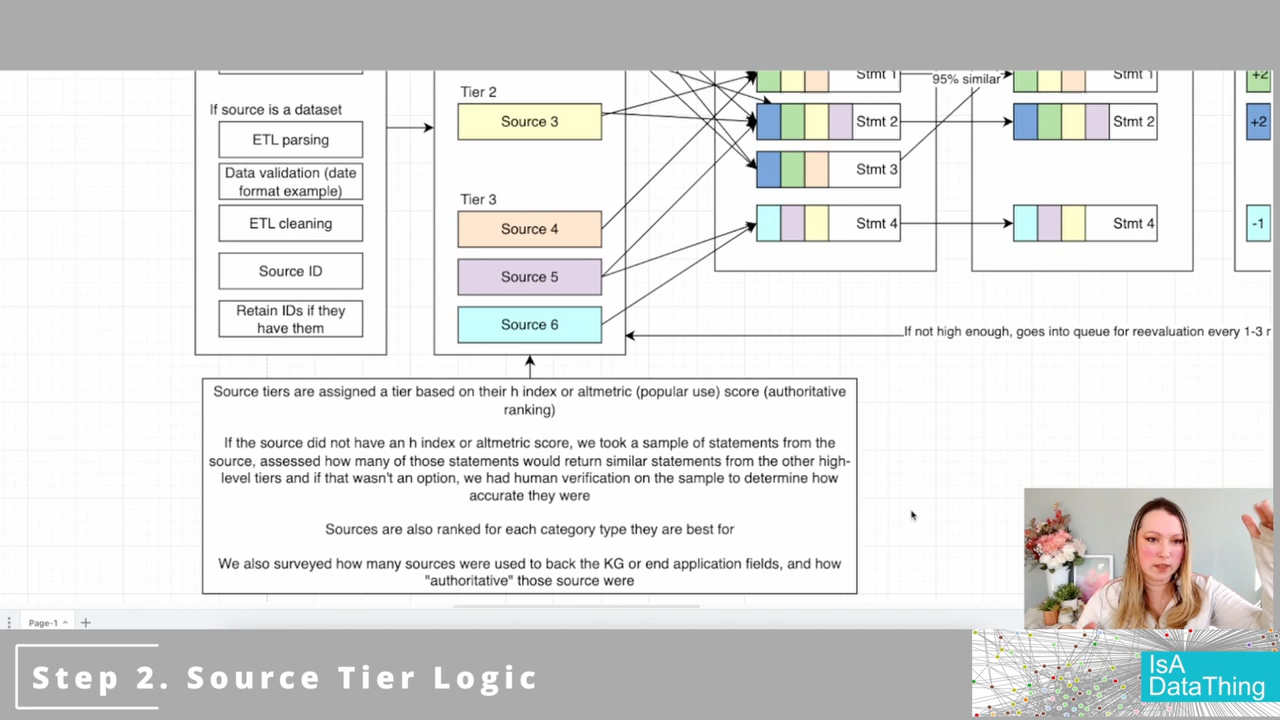 If source is a dataset
ETL parsing
Data validation (date
format example)
ETL cleaning
Source ID
Retain IDs if they
have them
Tier 2
Source 3
Tier 3
Source 4
Source 5
Source 6
Stmt 1
Stmt 2
Stmt 3
Stmt 4
95% similar
Stmt 1
Stmt 2
Stmt 4
+2
+2
-1
If not high enough, goes into queue for reevaluation every 1-3
Source tiers are assigned a tier based on their h index or altmetric (popular use) score (authoritative
ranking)
If the source did not have an h index or altmetric score, we took a sample of statements from the
source, assessed how many of those statements would return similar statements from the other high-
level tiers and if that wasn't an option, we had human verification on the sample to determine how
accurate they were
Sources are also ranked for each category type they are best for
We also surveyed how many sources were used to back the KG or end application fields, and how
"authoritative" those source were
Page-1
Step 2. Source Tier Logic
IsA
DataThing